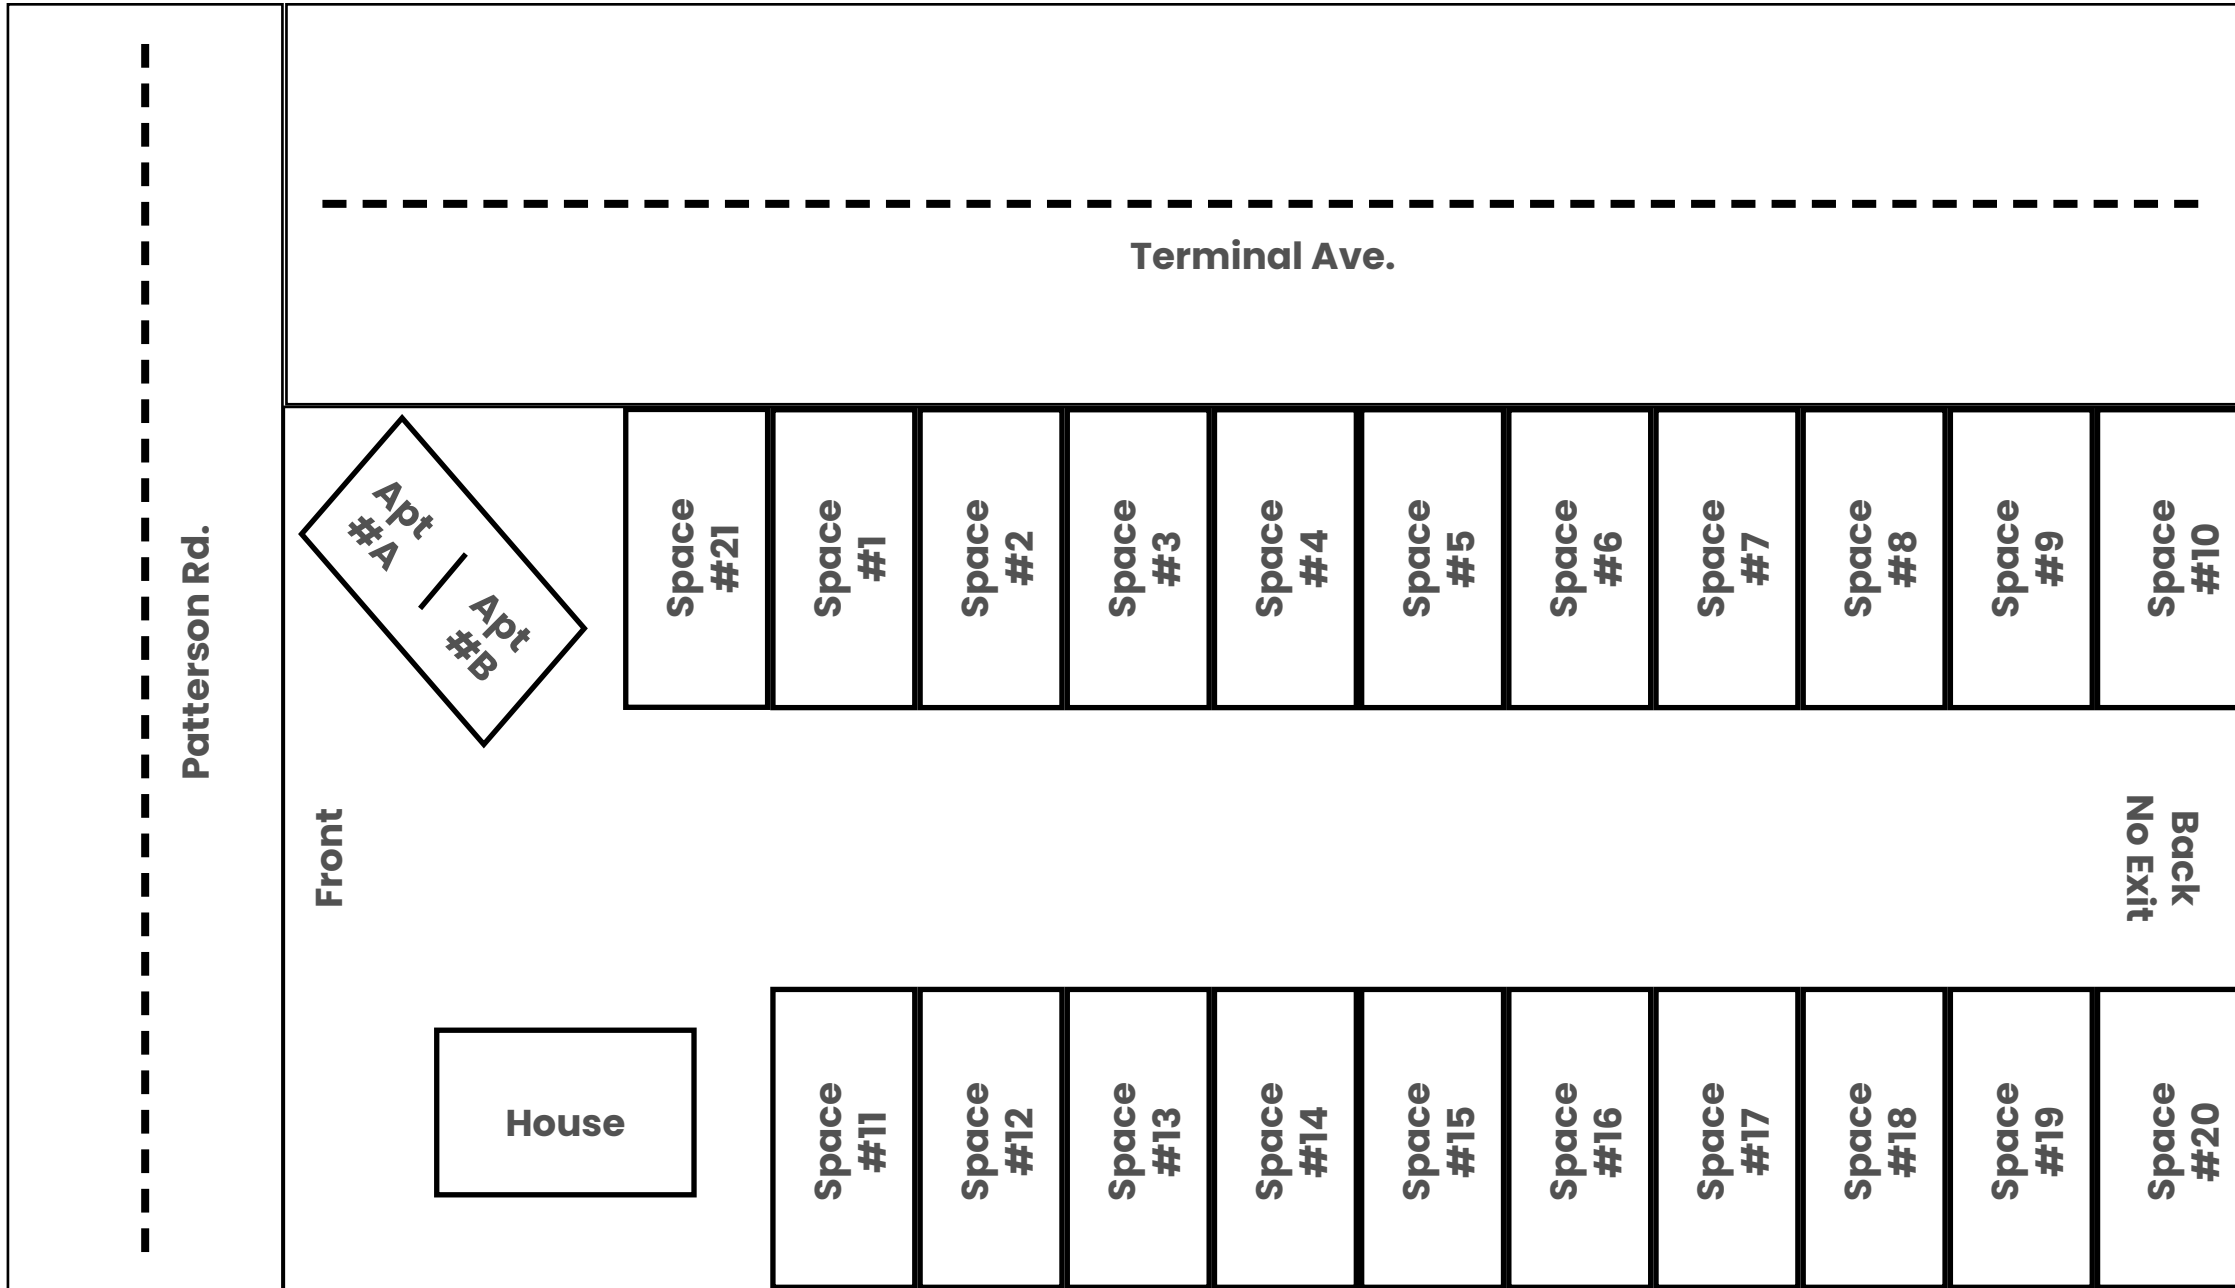 Terminal Ave.
Patterson Rd.
Apt
#A
Apt
#B
Space
#21
Space
#1
Space
#2
Space
#3
Space
#4
Space
#5
Space
#6
Space
#7
Space
#8
Space
#9
Space
#10
Front
Back
No Exit
House
Space
#11
Space
#12
Space
#13
Space
#14
Space
#15
Space
#16
Space
#17
Space
#18
Space
#19
Space
#20